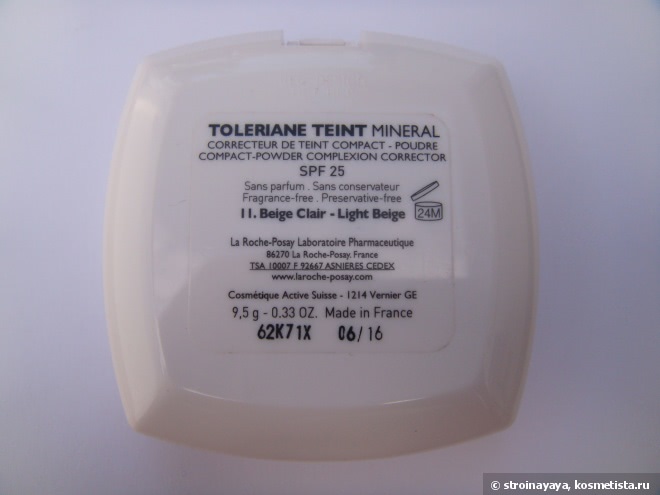 TOLERIANE TEINT MINERAL
CORRECTEUR DE TEINT COMPACT - POUDRE
COMPACT-POWDER COMPLEXION CORRECTOR
SPF 25
Sans parfum . Sans conservateur
Fragrance-free . Preservative-free
11. Beige Clair - Light Beige
24M
La Roche-Posay Laboratoire Pharmaceutique
86270 La Roche-Posay. France
TSA 10007 F 92667 ASNIERES CEDEX
www.laroche-posay.com
Cosmétique Active Suisse - 1214 Vernier GE
9,5 g - 0.33 OZ. Made in France
62K71X 06/16
© stroinayaya, kosmetista.ru